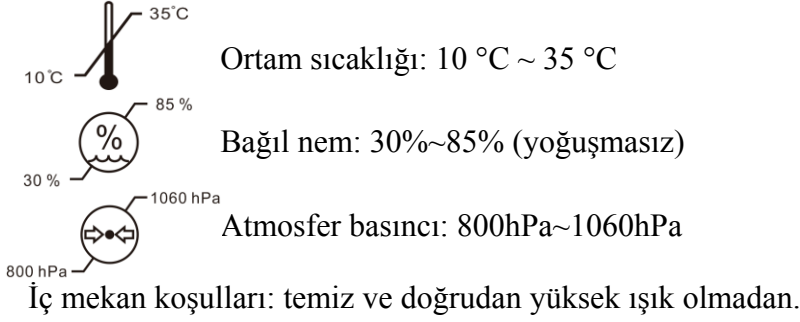 35°C
10°C
Ortam sıcaklığı: 10 °C ~ 35 °C
85 %
%
30 %
Bağıl nem: 30%~85% (yoğuşmasız)
1060 hPa
800 hPa
Atmosfer basıncı: 800hPa~1060hPa
İç mekan koşulları: temiz ve doğrudan yüksek ışık olmadan.